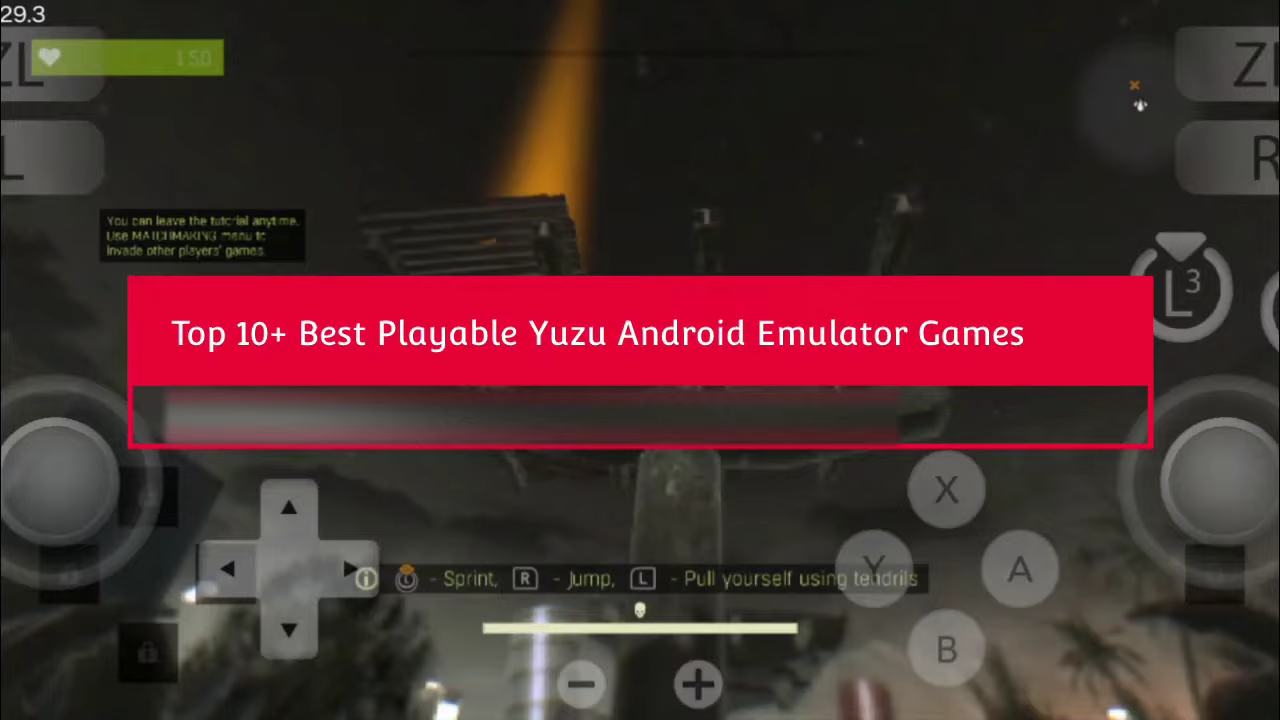 29.3
ZL
150
ZR
L
R
You can leave the tutorial anytime.
Use MATCHMAKING menu to
invade other players' games.
L3
Top 10+ Best Playable Yuzu Android Emulator Games
X
Y
A
L - Sprint, R - Jump, L - Pull yourself using tendrils
B